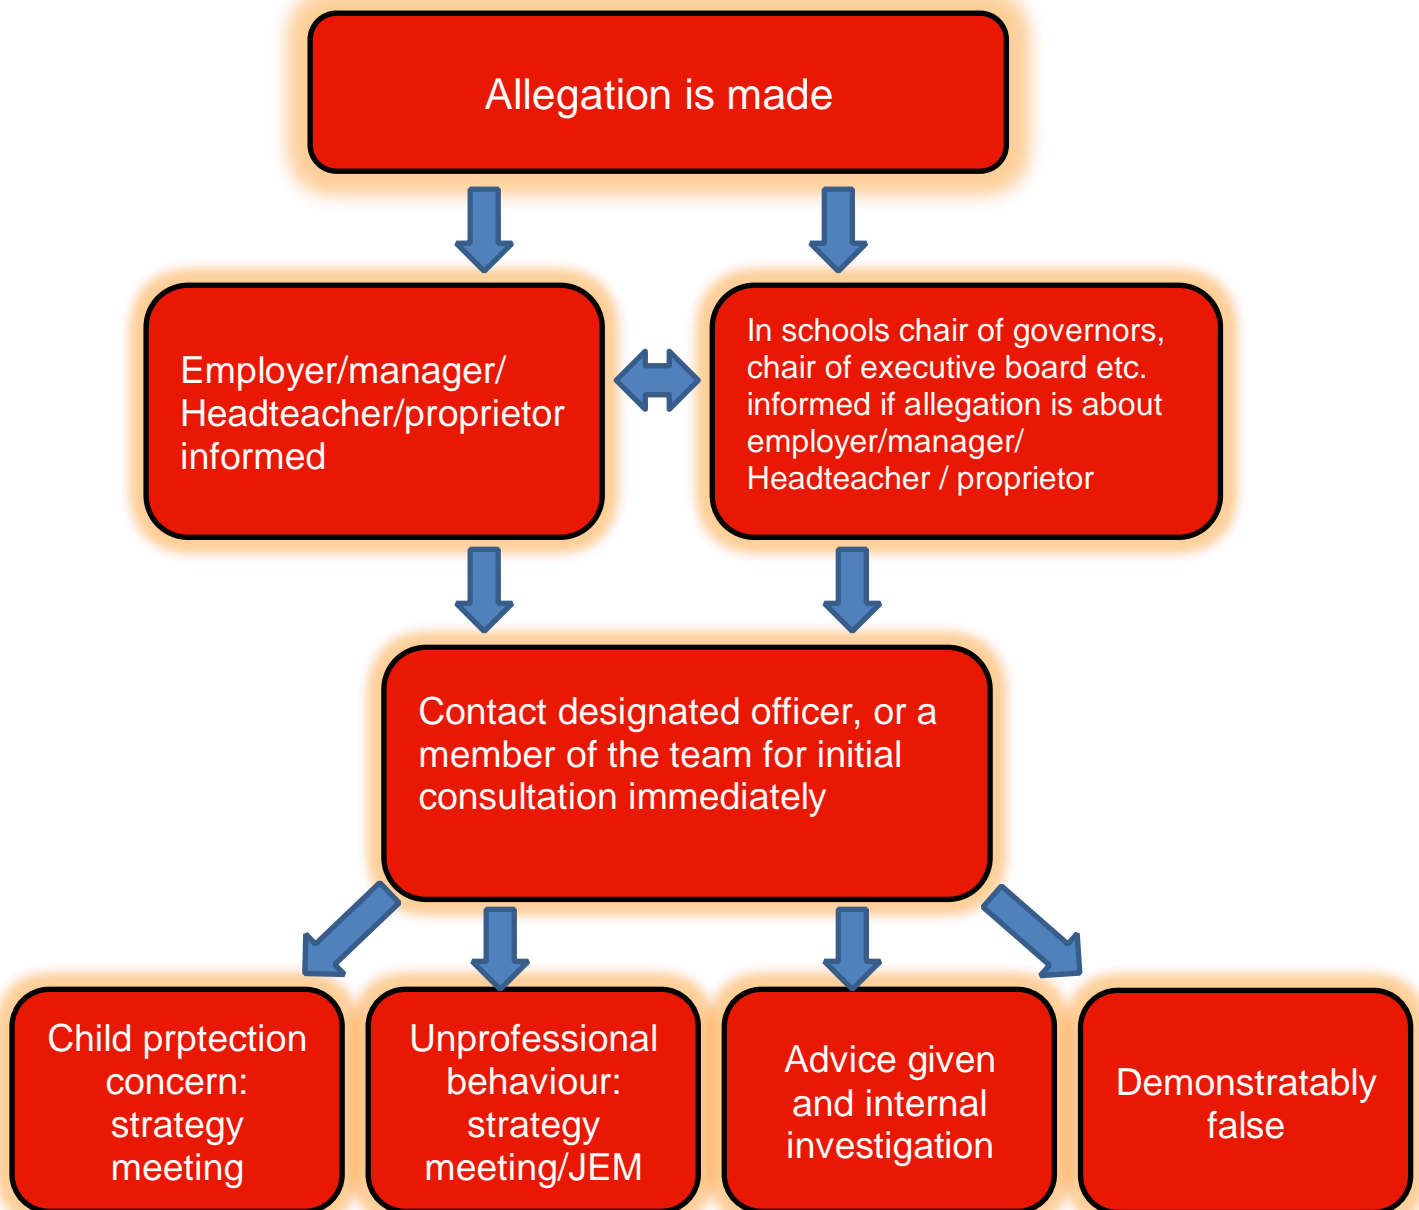 Allegation is made
Employer/manager/
Headteacher/proprietor
informed
In schools chair of governors,
chair of executive board etc.
informed if allegation is about
employer/manager/
Headteacher / proprietor
Contact designated officer, or a
member of the team for initial
consultation immediately
Child prptection
concern:
strategy
meeting
Unprofessional
behaviour:
strategy
meeting/JEM
Advice given
and internal
investigation
Demonstratably
false